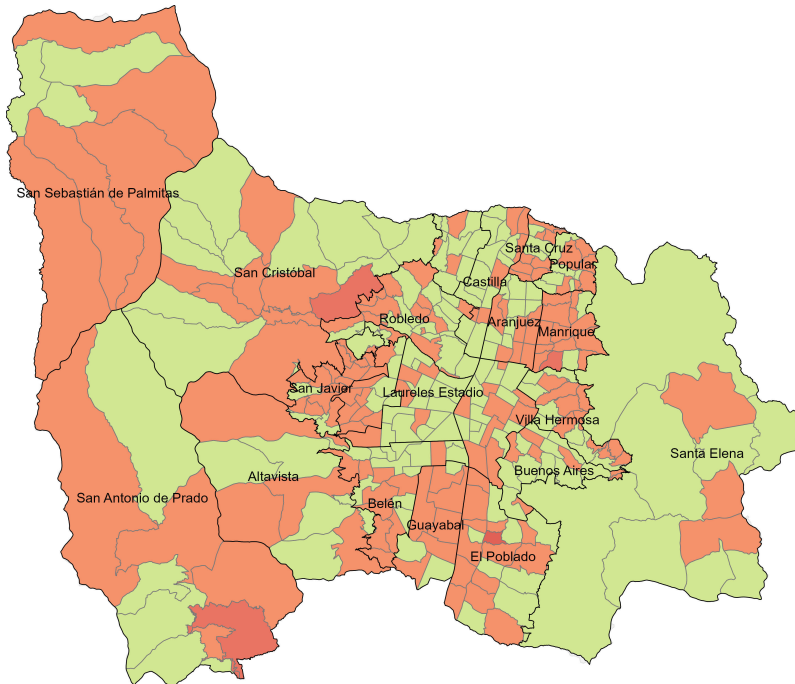 San Sebastián de Palmitas
Santa Cruz
Popular
San Cristóbal
Castilla
Robledo
Aranjuez
Manrique
San Javier
Laureles Estadio
Villa Hermosa
Santa Elena
Buenos Aires
Altavista
San Antonio de Prado
Belén
Guayabal
El Poblado